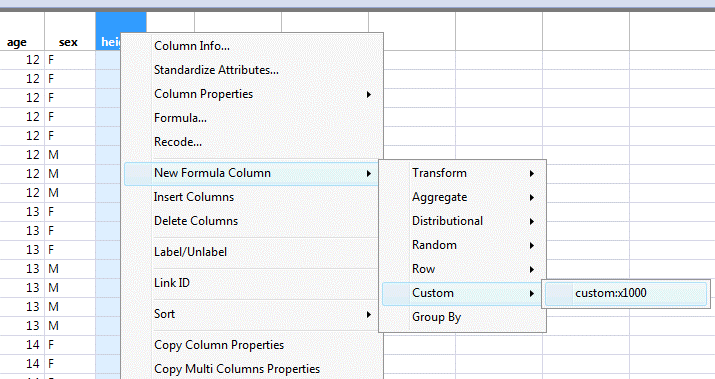 age sex hei
12 F
12 F
12 F
12 F
12 F
12 M
12 M
12 M
13 F
13 F
13 F
13 M
13 M
13 M
13 M
14 F
14 F
Column Info...
Standardize Attributes...
Column Properties
Formula...
Recode...
New Formula Column
Insert Columns
Delete Columns
Label/Unlabel
Link ID
Sort
Copy Column Properties
Copy Multi Columns Properties
Transform
Aggregate
Distributional
Random
Row
Custom
Group By
custom:x1000